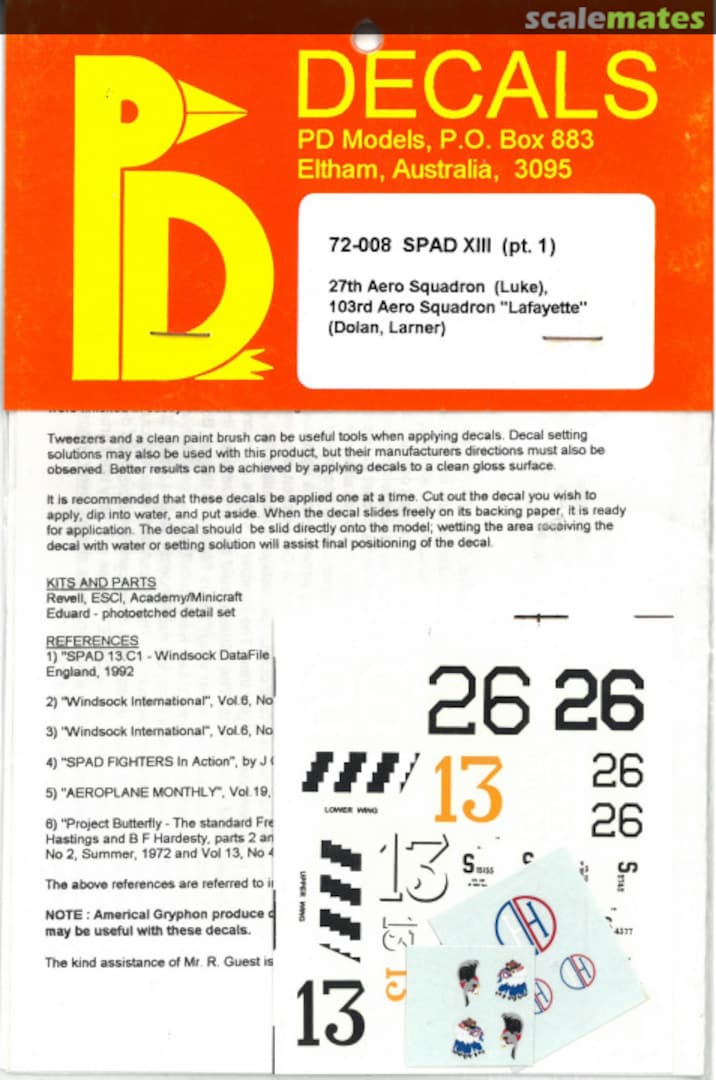 scalemates
PD
DECALS
PD Models, P.O. Box 883
Eltham, Australia, 3095
72-008 SPAD XIII (pt. 1)
27th Aero Squadron (Luke),
103rd Aero Squadron "Lafayette"
(Dolan, Larner)
Tweezers and a clean paint brush can be useful tools when applying decals. Decal setting
solutions may also be used with this product, but their manufacturers directions must also be
observed. Better results can be achieved by applying decals to a clean gloss surface.
It is recommended that these decals be applied one at a time. Cut out the decal you wish to
apply, dip into water, and put aside. When the decal slides freely on its backing paper, it is ready
for application. The decal should be slid directly onto the model; wetting the area receiving the
decal with water or setting solution will assist final positioning of the decal.
KITS AND PARTS
Revell, ESCI, Academy/Minicraft
Eduard - photoetched detail set
REFERENCES
1) "SPAD 13.C1 - Windsock DataFile
England, 1992
2) "Windsock International", Vol.6, No
3) "Windsock International", Vol.6, No
4) "SPAD FIGHTERS In Action", by J
5) "AEROPLANE MONTHLY", Vol.19,
6) "Project Butterfly - The standard Fre
Hastings and B F Hardesty, parts 2 an
No 2, Summer, 1972 and Vol 13, No 4
The above references are referred to i
NOTE : Americal Gryphon produce
may be useful with these decals.
The kind assistance of Mr. R. Guest is
26 26
26
26
13
LOWER WING
13
S 15155
S
UPPER WING
13
4377
13
H
H
H